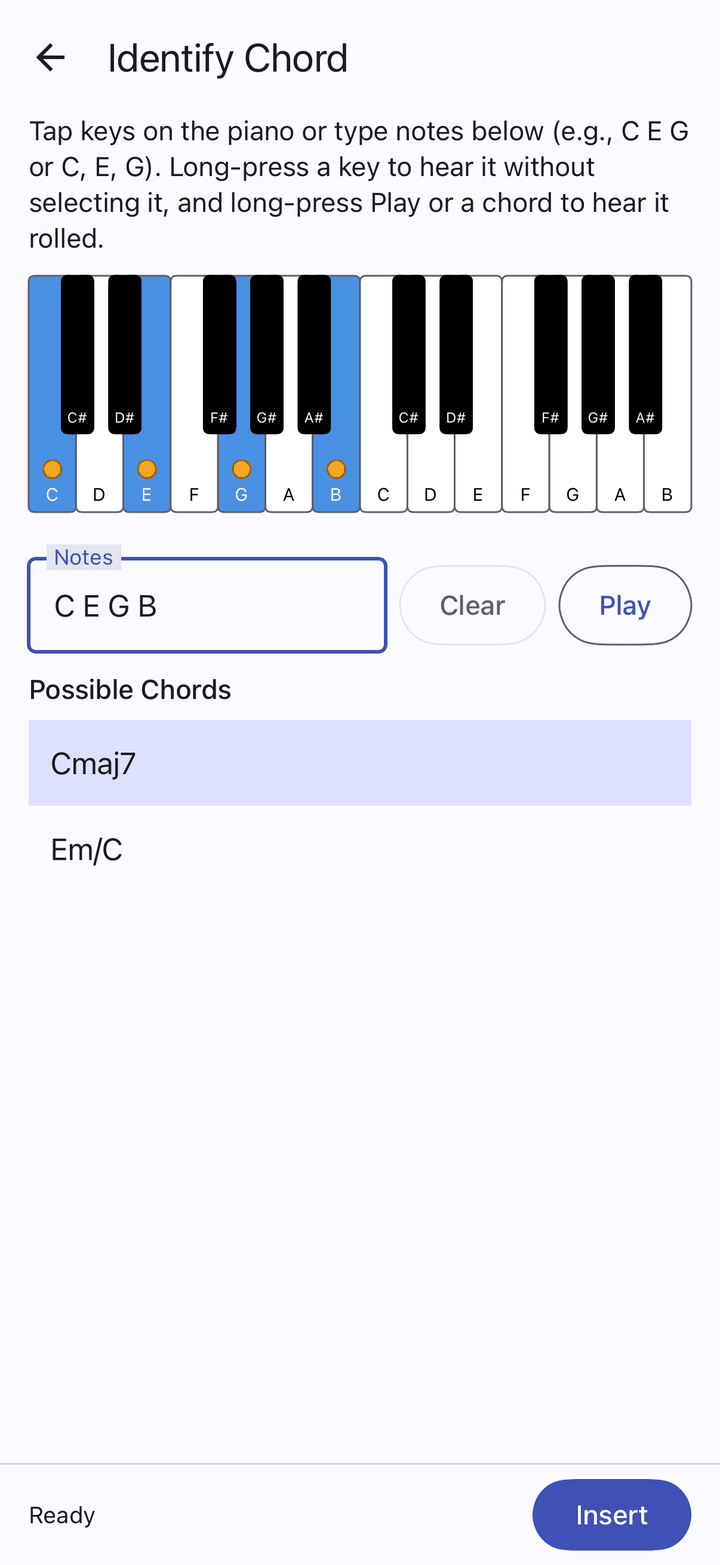 Identify Chord
Tap keys on the piano or type notes below (e.g., C E G
or C, E, G). Long-press a key to hear it without
selecting it, and long-press Play or a chord to hear it
rolled.
C# D# F# G# A# C# D# F# G# A#
C D E F G A B C D E F G A B
Notes
C E G B
Clear
Play
Possible Chords
Cmaj7
Em/C
Ready
Insert